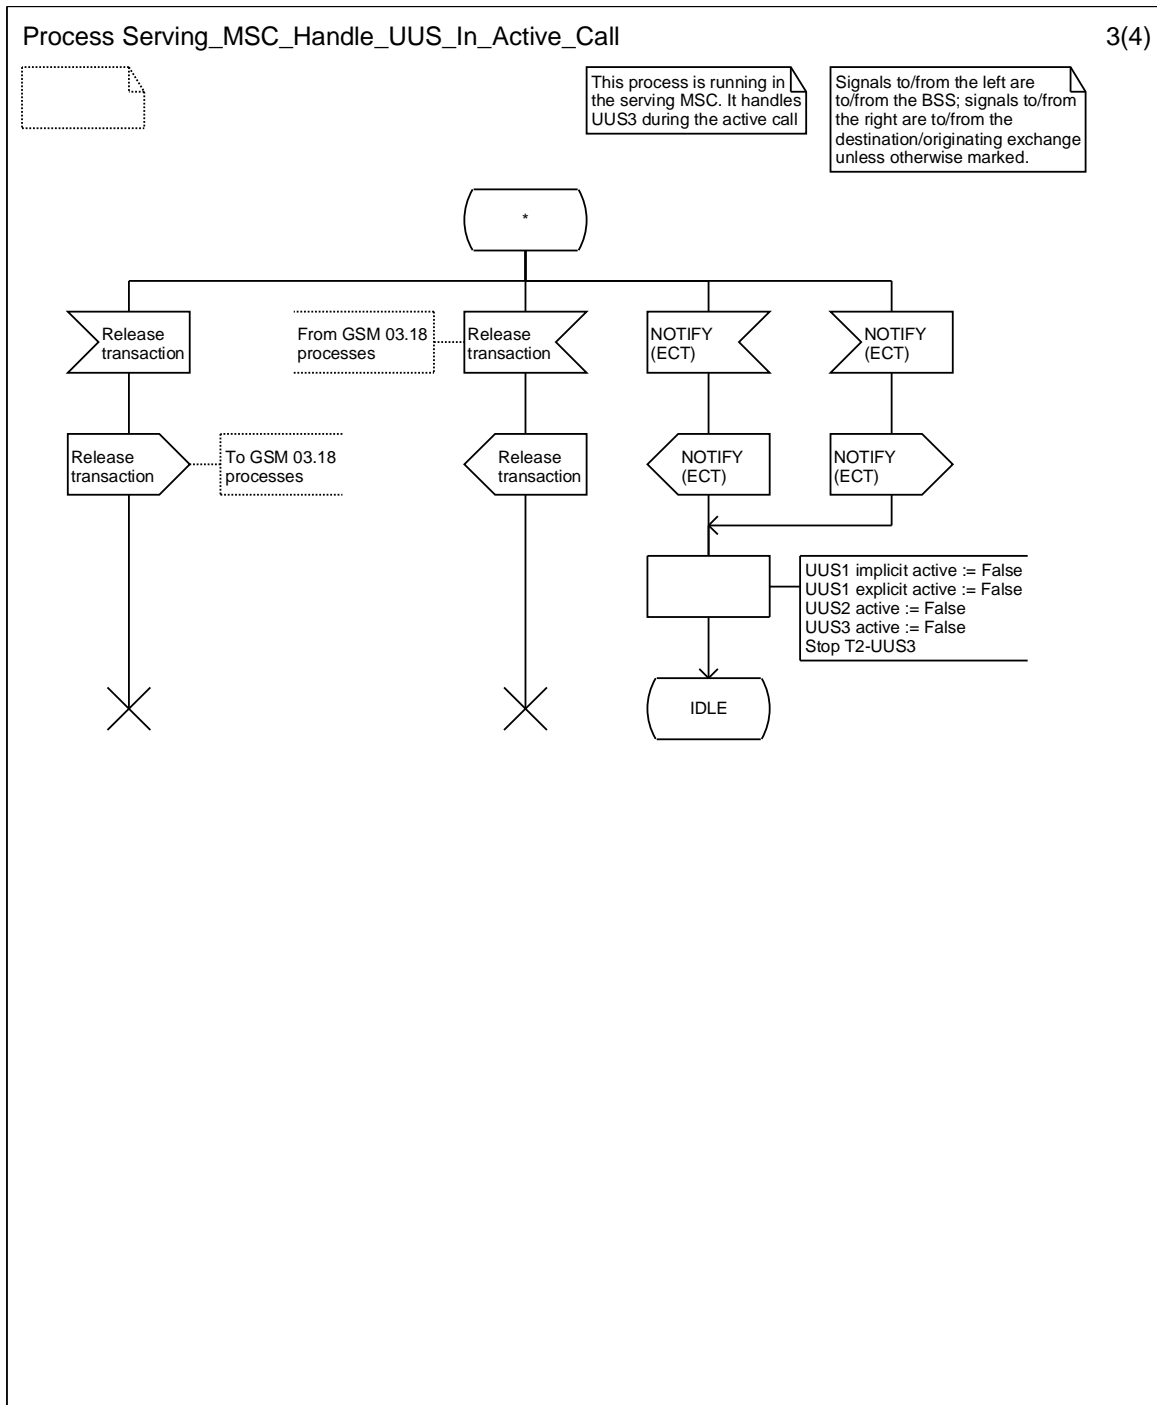 Process Serving_MSC_Handle_UUS_In_Active_Call
3(4)
This process is running in
the serving MSC. It handles
UUS3 during the active call
Signals to/from the left are
to/from the BSS; signals to/from
the right are to/from the
destination/originating exchange
unless otherwise marked.
*
Release
transaction
From GSM 03.18
processes
Release
transaction
NOTIFY
(ECT)
NOTIFY
(ECT)
Release
transaction
To GSM 03.18
processes
Release
transaction
NOTIFY
(ECT)
NOTIFY
(ECT)
UUS1 implicit active := False
UUS1 explicit active := False
UUS2 active := False
UUS3 active := False
Stop T2-UUS3
IDLE